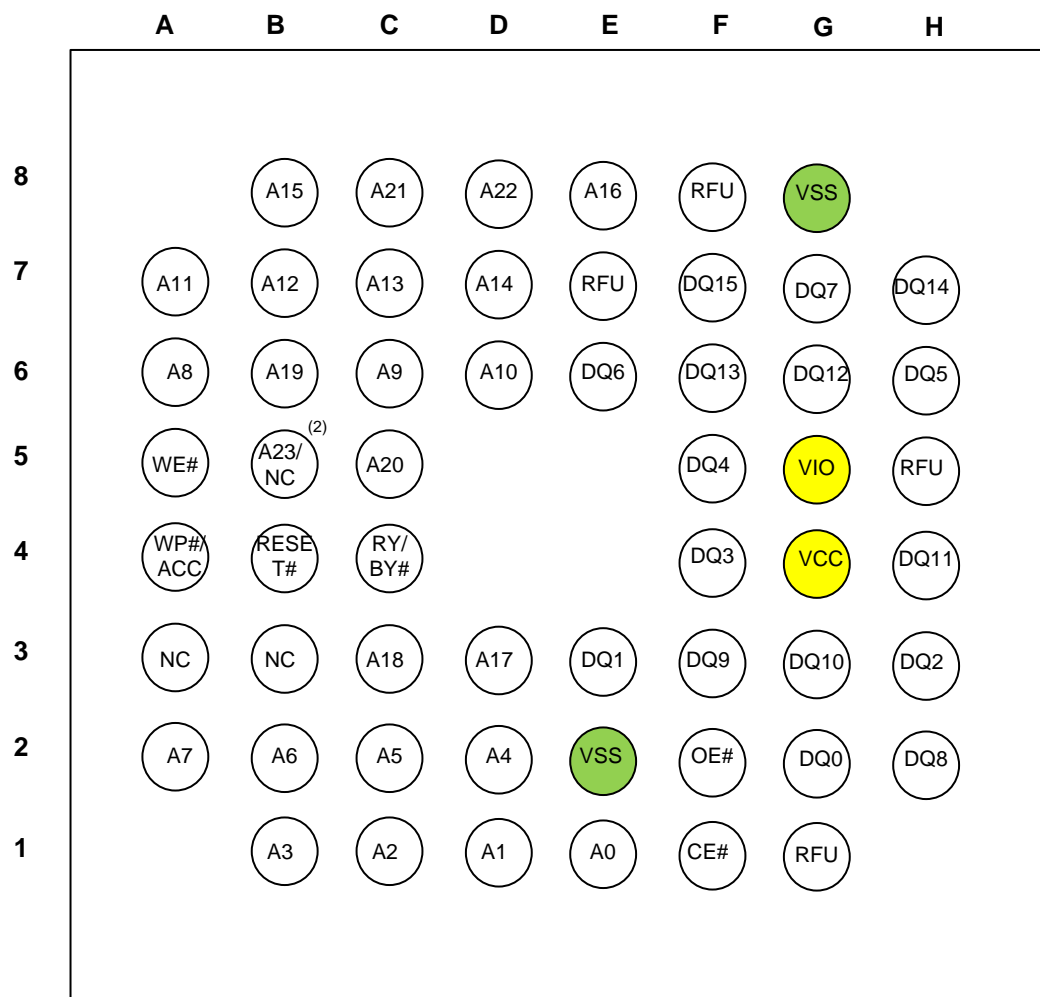 A B C D E F G H
8 A15 A21 A22 A16 RFU VSS
7 A11 A12 A13 A14 RFU DQ15 DQ7 DQ14
6 A8 A19 A9 A10 DQ6 DQ13 DQ12 DQ5
(2)
5 WE# A23/ NC A20 DQ4 VIO RFU
4 WP#/ ACC RESE T# RY/ BY# DQ3 VCC DQ11
3 NC NC A18 A17 DQ1 DQ9 DQ10 DQ2
2 A7 A6 A5 A4 VSS OE# DQ0 DQ8
1 A3 A2 A1 A0 CE# RFU